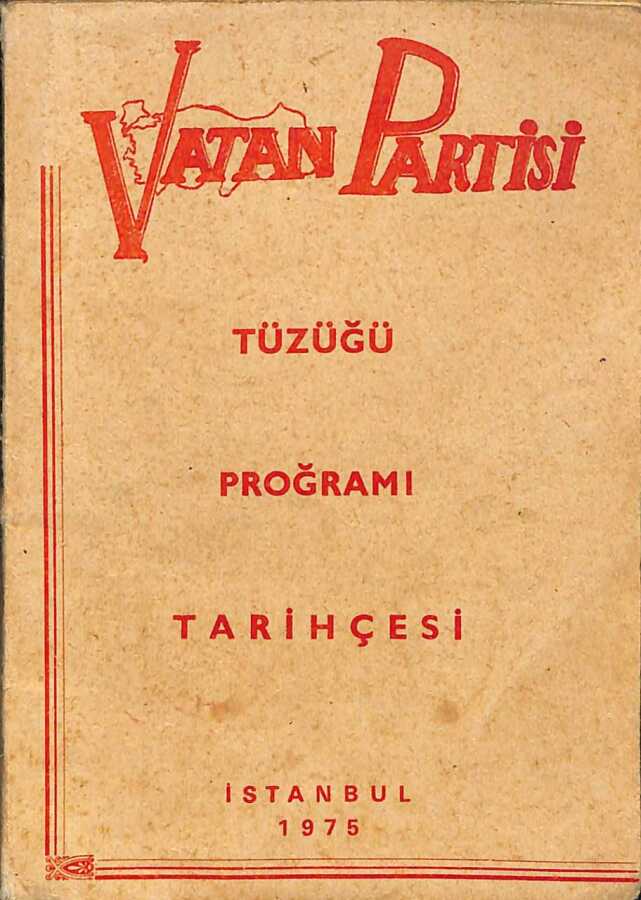 VATAN PARTİSİ
TÜZÜĞÜ
PROĞRAMI
TARİHÇESİ
İSTANBUL
1975